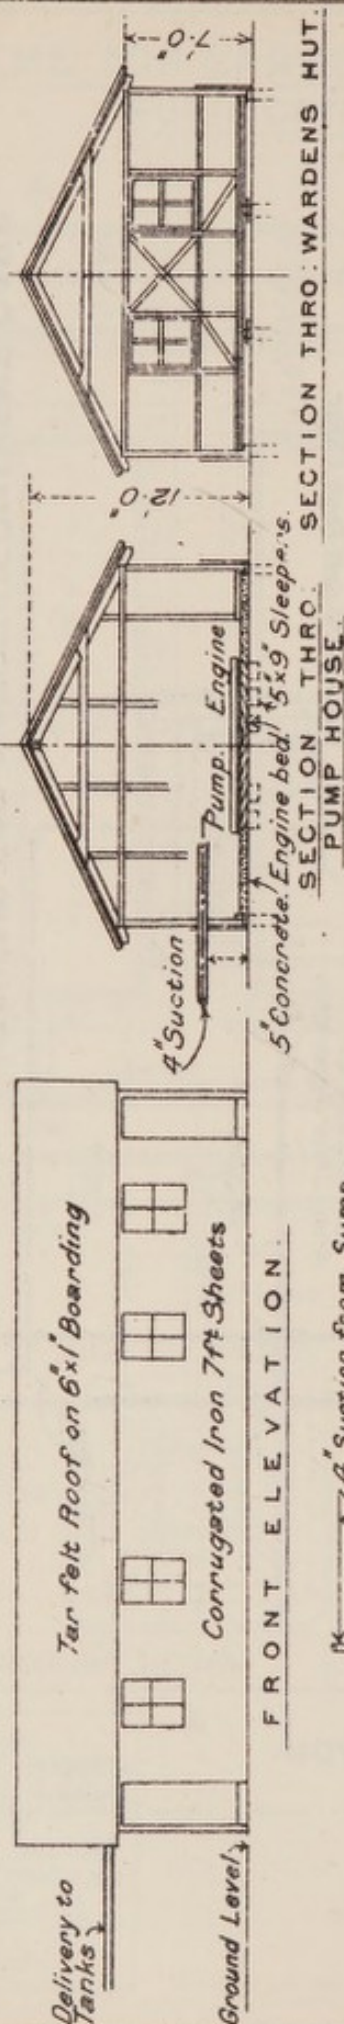 Delivery to
Tanks
Ground Level
Tar felt Roof on 6"x1" Boarding
Corrugated Iron 7ft Sheets
FRONT ELEVATION.
4" Suction
Pump. Engine
5" Concrete. Engine bed. 5"x9" Sleepers.
12'.0"
SECTION THRO:
PUMP HOUSE.
7'.0"
SECTION THRO: WARDENS HUT.
4" Suction from Sump